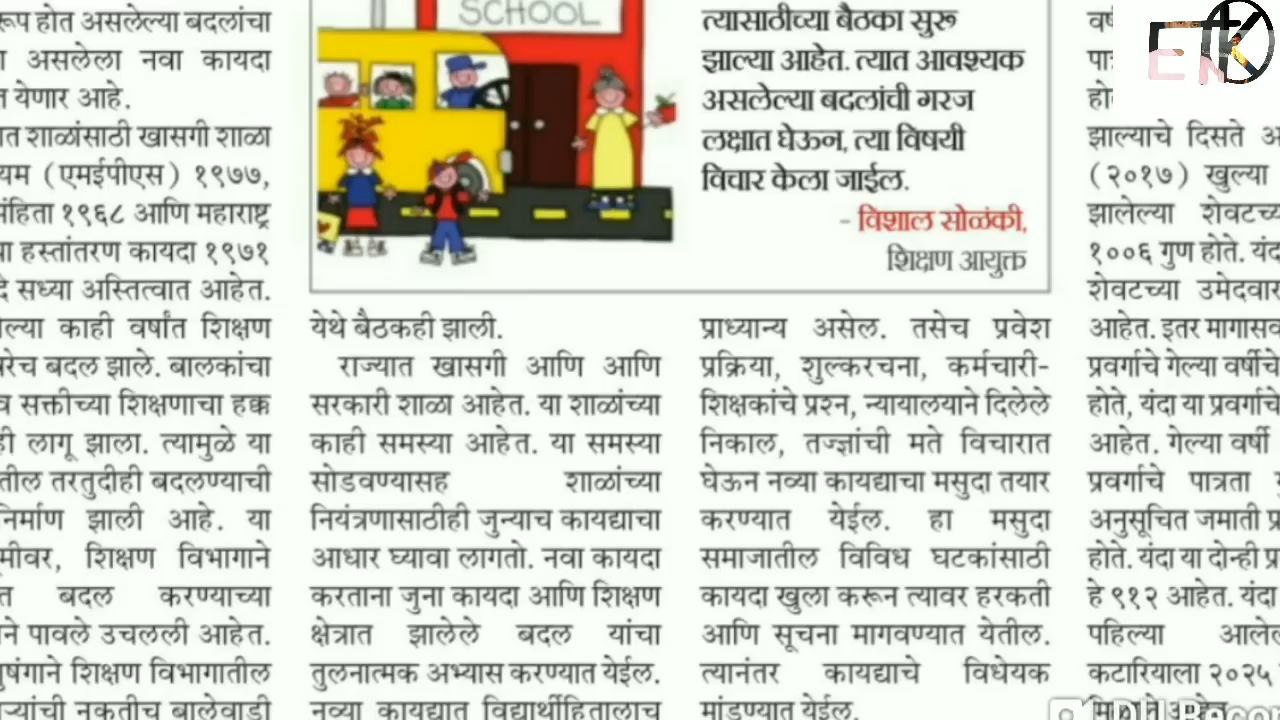 रूप होत असलेल्या बदलांचा
असलेला नवा कायदा
येणार आहे.
शाळांसाठी खासगी शाळा
(एमईपीएस) १९७७,
१९६८ आणि महाराष्ट्र
हस्तांतरण कायदा १९७१
सध्या अस्तित्वात आहेत.
काही वर्षांत शिक्षण
बदल झाले. बालकांचा
सक्तीच्या शिक्षणाचा हक्क
लागू झाला. त्यामुळे या
तरतुदीही बदलण्याची
निर्माण झाली आहे. या
शिक्षण विभागाने
बदल करण्याच्या
पावले उचलली आहेत.
शिक्षण विभागातील
नुकतीच बालेवाडी
SCHOOL
त्यासाठीच्या बैठका सुरू
झाल्या आहेत. त्यात आवश्यक
असलेल्या बदलांची गरज
लक्षात घेऊन, त्या विषयी
विचार केला जाईल.
- विशाल सोळंकी,
शिक्षण आयुक्त
येथे बैठकही झाली.
राज्यात खासगी आणि आणि
सरकारी शाळा आहेत. या शाळांच्या
काही समस्या आहेत. या समस्या
सोडवण्यासह शाळांच्या
नियंत्रणासाठीही जुन्याच कायद्याचा
आधार घ्यावा लागतो. नवा कायदा
करताना जुना कायदा आणि शिक्षण
क्षेत्रात झालेले बदल यांचा
तुलनात्मक अभ्यास करण्यात येईल.
नव्या कायद्यात विद्यार्थीहितालाच
प्राध्यान्य असेल. तसेच प्रवेश
प्रक्रिया, शुल्करचना, कर्मचारी-
शिक्षकांचे प्रश्न, न्यायालयाने दिलेले
निकाल, तज्ज्ञांची मते विचारात
घेऊन नव्या कायद्याचा मसुदा तयार
करण्यात येईल. हा मसुदा
समाजातील विविध घटकांसाठी
कायदा खुला करून त्यावर हरकती
आणि सूचना मागवण्यात येतील.
त्यानंतर कायद्याचे विधेयक
मांडण्यात येईल.
झाल्याचे दिसते
(२०१७) खुल्या
झालेल्या शेवटच्या
१००६ गुण होते. यंदा
शेवटच्या उमेदवार
आहेत. इतर मागासव
प्रवर्गाचे गेल्या वर्षीचे
होते, यंदा या प्रवर्गाचे
आहेत. गेल्या वर्षी
प्रवर्गाचे पात्रता
अनुसूचित जमाती
होते. यंदा या दोन्ही
हे ९१२ आहेत. यंदा
पहिल्या आलेल
कटारियाला २०२५